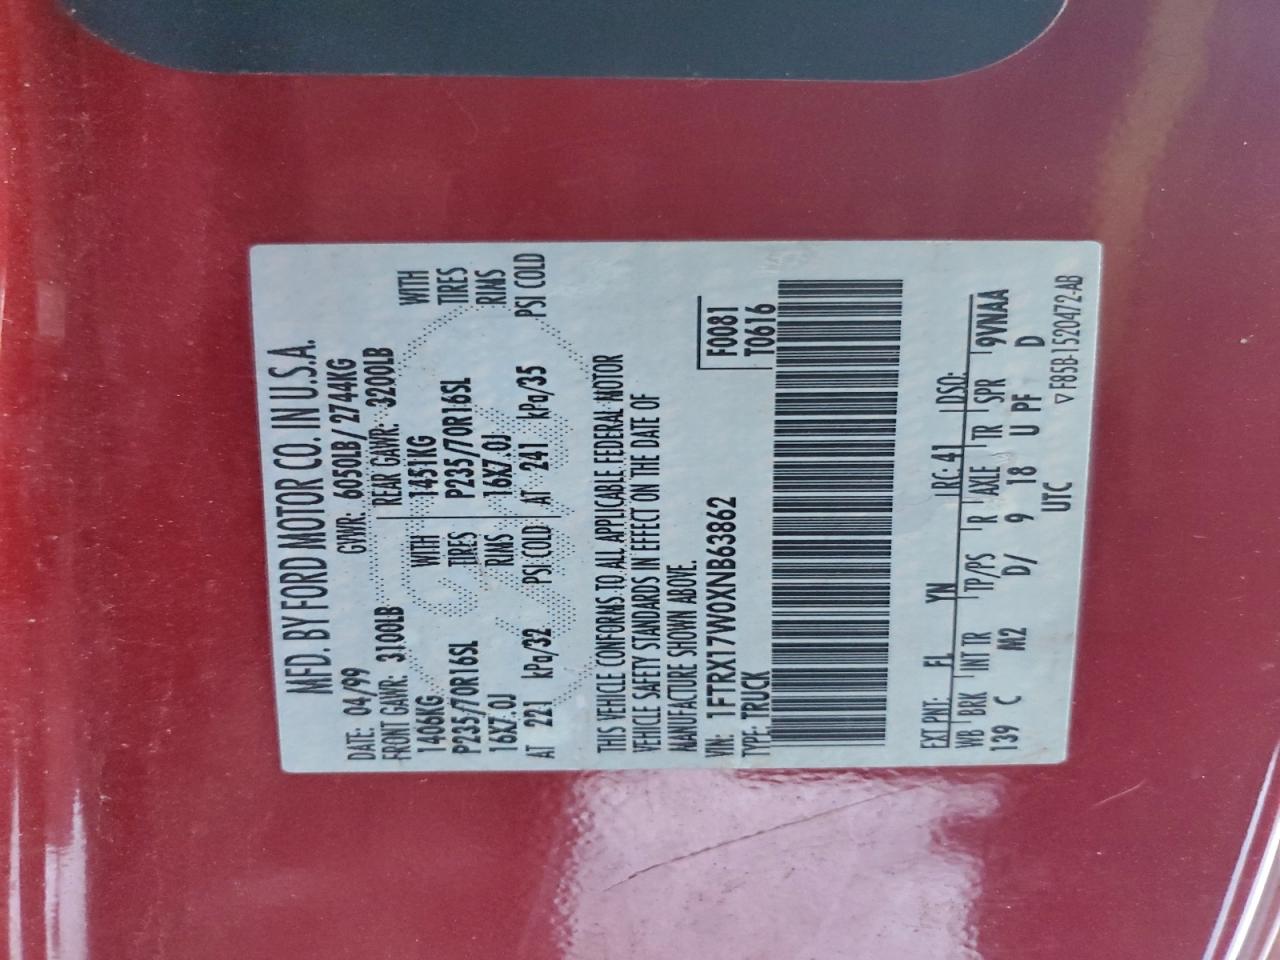 MFD. BY FORD MOTOR CO. IN U.S.A.
DATE: 04/99 GVWR: 6050LB/ 2744KG
FRONT GAWR: 3100LB REAR GAWR: 3200LB
1406KG WITH 1451KG WITH
P235/70R16SL TIRES P235/70R16SL TIRES
16X7.0J RIMS 16X7.0J RIMS
AT 221 kPa/32 PSI COLD AT 241 kPa/35 PSI COLD
THIS VEHICLE CONFORMS TO ALL APPLICABLE FEDERAL MOTOR
VEHICLE SAFETY STANDARDS IN EFFECT ON THE DATE OF
MANUFACTURE SHOWN ABOVE.
VIN: 1FTRX17W0XNB63862 F0081
TYPE: TRUCK T0616
EXT PNT: FL YN RC: 41 DSO:
WB BRK INT TR TP/PS R AXLE TR SPR 9VNAA
139 C M2 D/ 9 18 U PF D
UTC
▽ F85B-1520472-AB